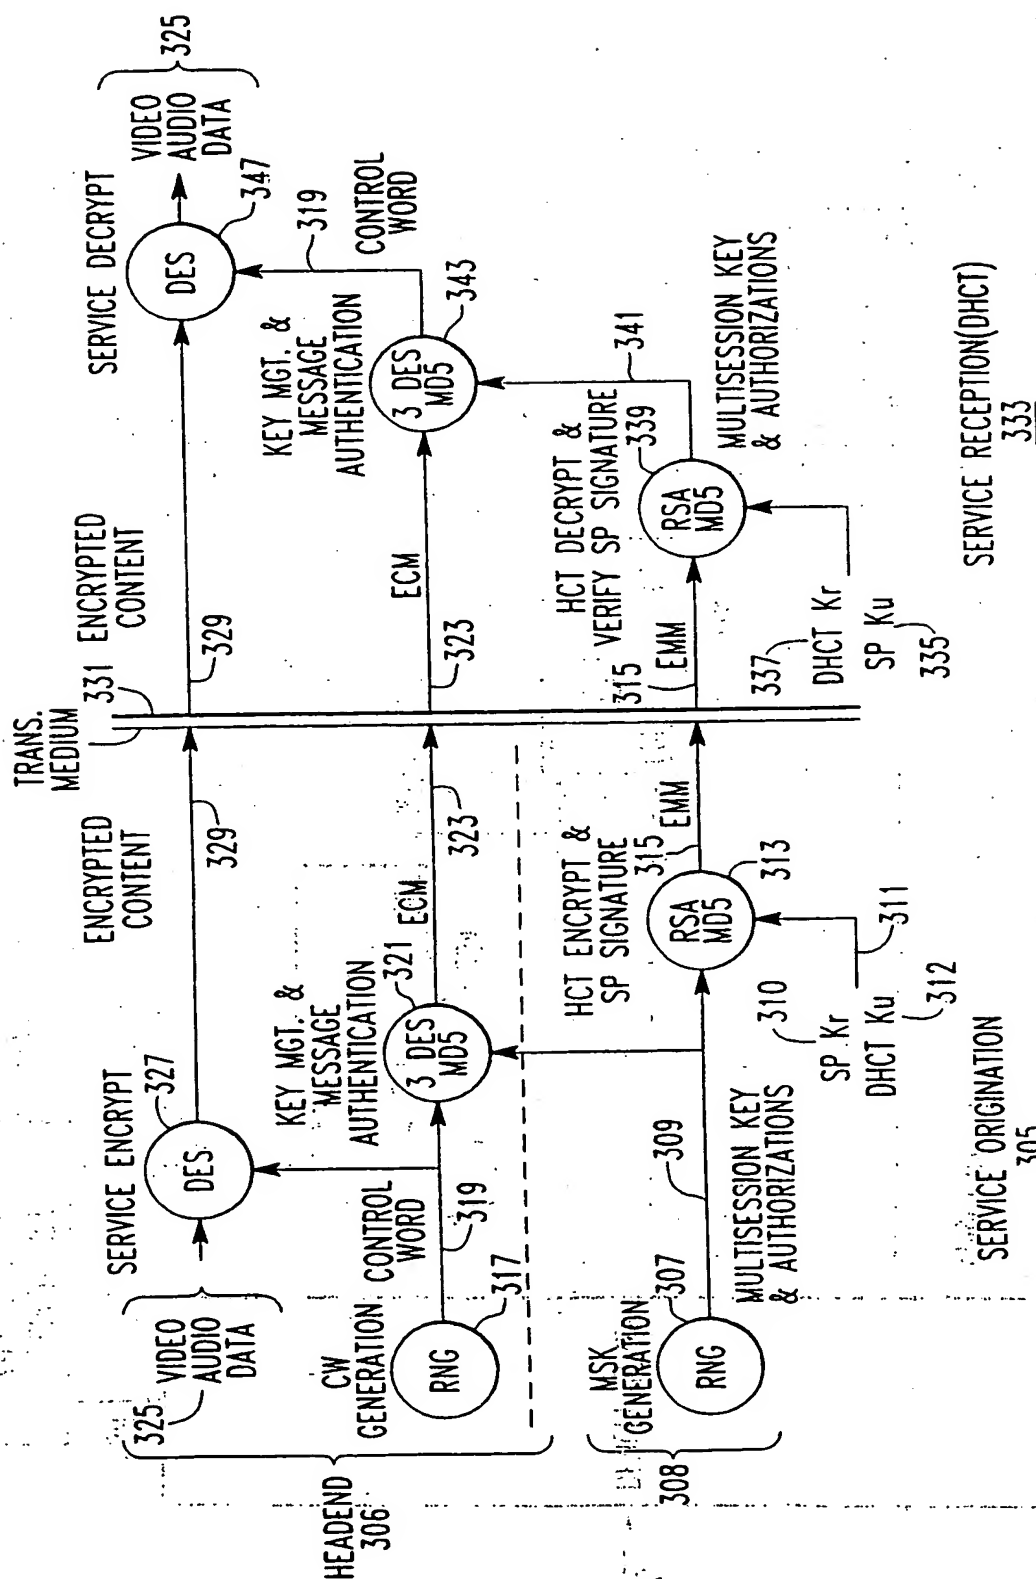 TRANS.
MEDIUM
331
ENCRYPTED
CONTENT
ENCRYPTED
CONTENT
329
329
SERVICE ENCRYPT
327
DES
325
VIDEO
AUDIO
DATA
SERVICE DECRYPT
DES
347
VIDEO
AUDIO
DATA
325
HEADEND
306
CW
GENERATION
RNG
317
CONTROL
WORD
319
KEY MGT. &
MESSAGE
AUTHENTICATION
321
3 DES
MD5
ECM
323
ECM
323
KEY MGT. &
MESSAGE
AUTHENTICATION
3 DES
MD5
343
319
CONTROL
WORD
308
MSK
GENERATION
RNG
307
309
MULTISESSION KEY
& AUTHORIZATIONS
HCT ENCRYPT &
SP SIGNATURE
RSA
MD5
313
315
EMM
315
EMM
HCT DECRYPT &
VERIFY SP SIGNATURE
339
RSA
MD5
341
MULTISESSION KEY
& AUTHORIZATIONS
310
SP Kr
DHCT Ku
311
312
337
DHCT Kr
SP Ku
335
SERVICE ORIGINATION
305
SERVICE RECEPTION(DHCT)
333